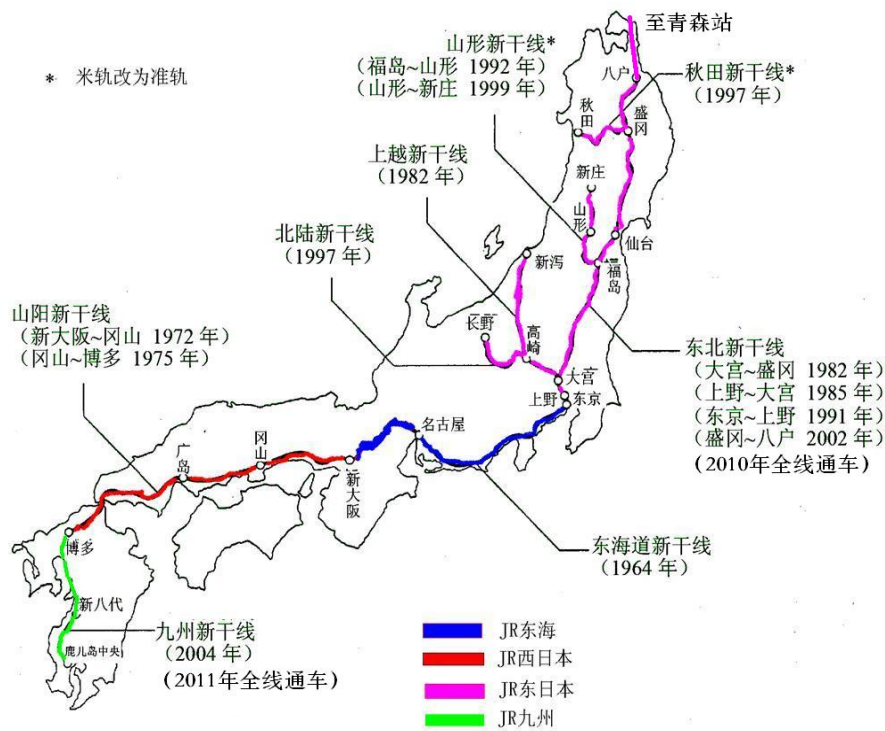 至青森站
山形新干线*
（福岛~山形 1992 年）
（山形~新庄 1999 年）
* 米轨改为准轨
八户
秋田新干线*
（1997 年）
秋田
盛冈
上越新干线
（1982 年）
新庄
山形
仙台
北陆新干线
（1997 年）
新泻
福岛
山阳新干线
（新大阪~冈山 1972 年）
（冈山~博多 1975 年）
长野
高崎
东北新干线
（大宫~盛冈 1982 年）
（上野~大宫 1985 年）
（东京~上野 1991 年）
（盛冈~八户 2002 年）
(2010年全线通车)
大宫
上野
东京
名古屋
广岛
冈山
新大阪
博多
东海道新干线
（1964 年）
新八代
九州新干线
（2004 年）
(2011年全线通车)
鹿儿岛中央
JR东海
JR西日本
JR东日本
JR九州